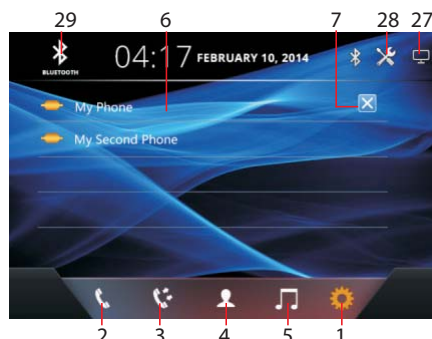 29 6 7 28 27
BLUETOOTH 04:17 FEBRUARY 10, 2014
My Phone
My Second Phone
2 3 4 5 1